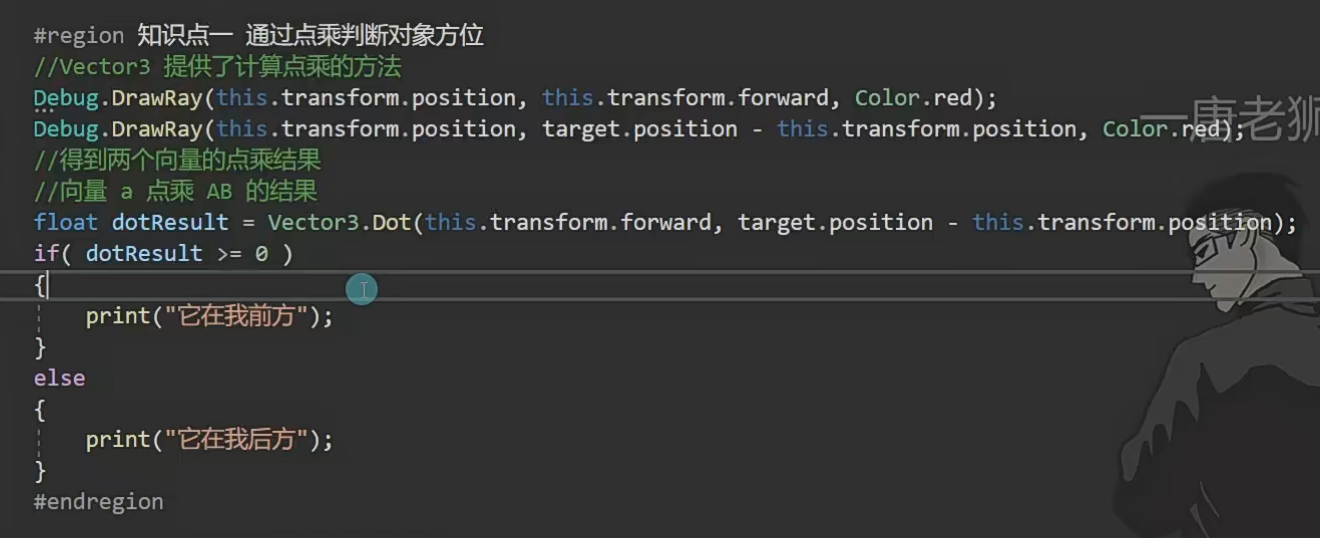 #region 知识点一 通过点乘判断对象方位
//Vector3 提供了计算点乘的方法
Debug.DrawRay(this.transform.position, this.transform.forward, Color.red);
Debug.DrawRay(this.transform.position, target.position - this.transform.position, Color.red);
//得到两个向量的点乘结果
//向量 a 点乘 AB 的结果
float dotResult = Vector3.Dot(this.transform.forward, target.position - this.transform.position);
if( dotResult >= 0 )
{
print("它在我前方");
}
else
{
print("它在我后方");
}
#endregion
一唐老狮